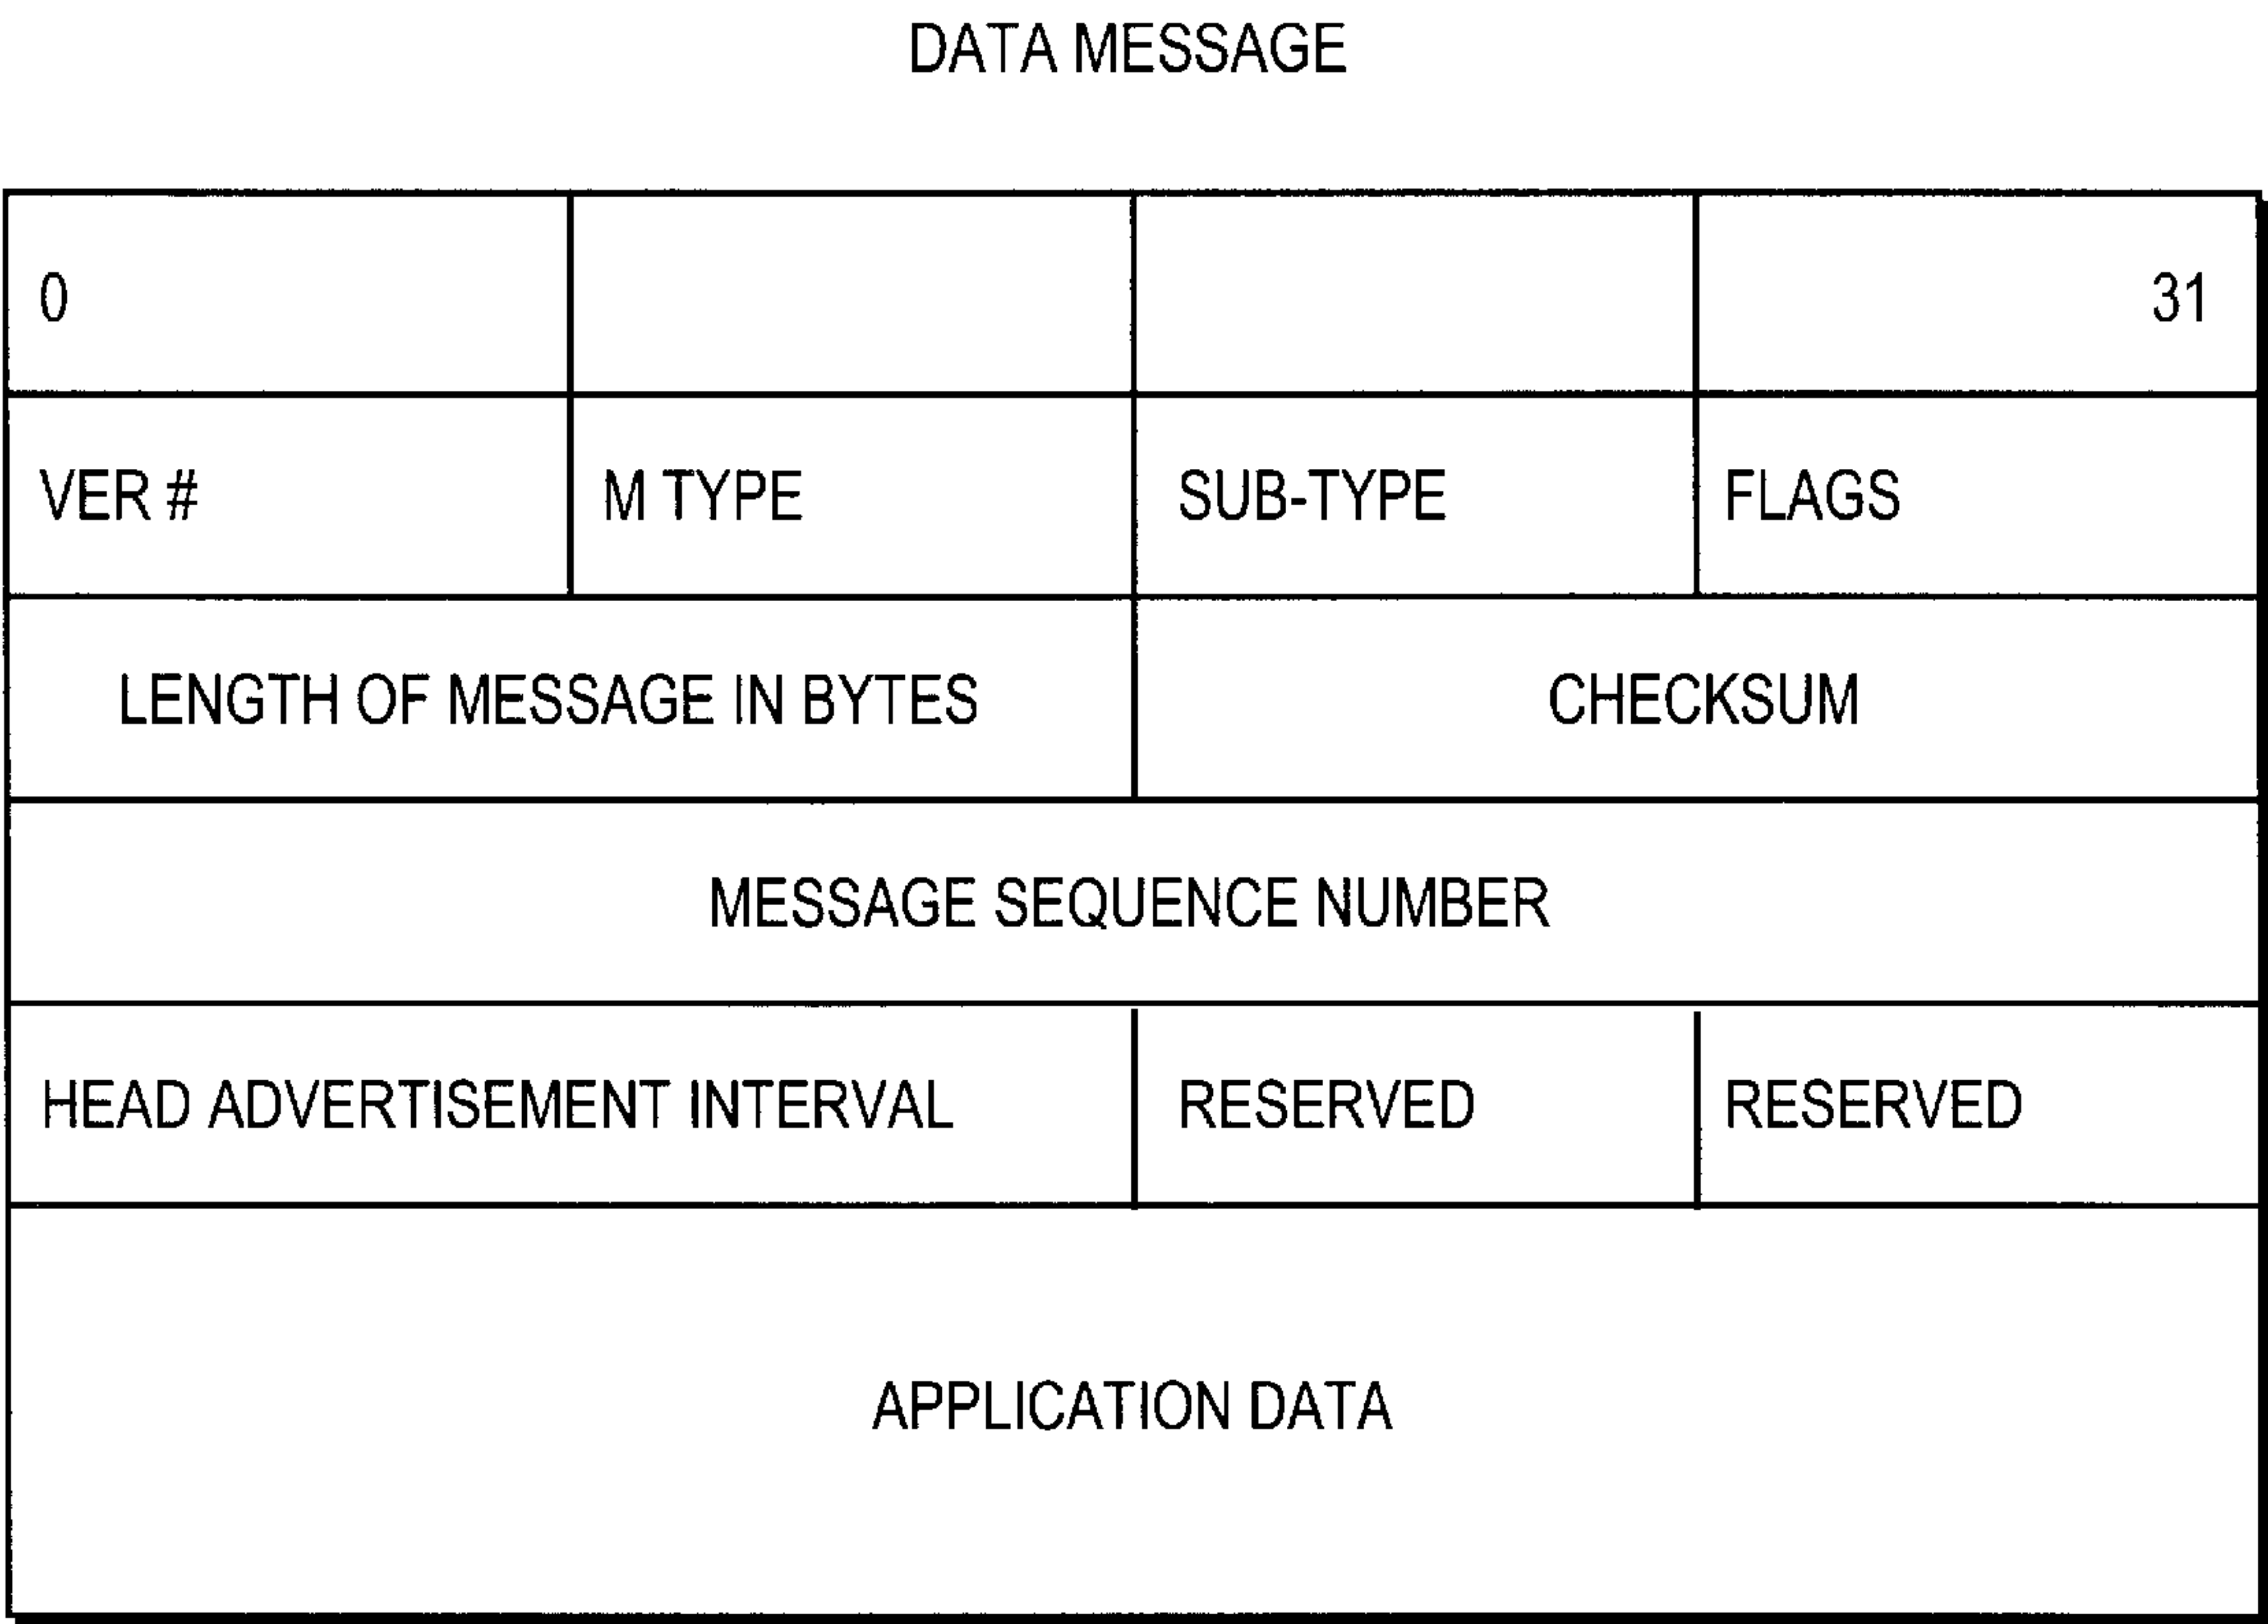 DATA MESSAGE
0 31
VER # M TYPE SUB-TYPE FLAGS
LENGTH OF MESSAGE IN BYTES CHECKSUM
MESSAGE SEQUENCE NUMBER
HEAD ADVERTISEMENT INTERVAL RESERVED RESERVED
APPLICATION DATA